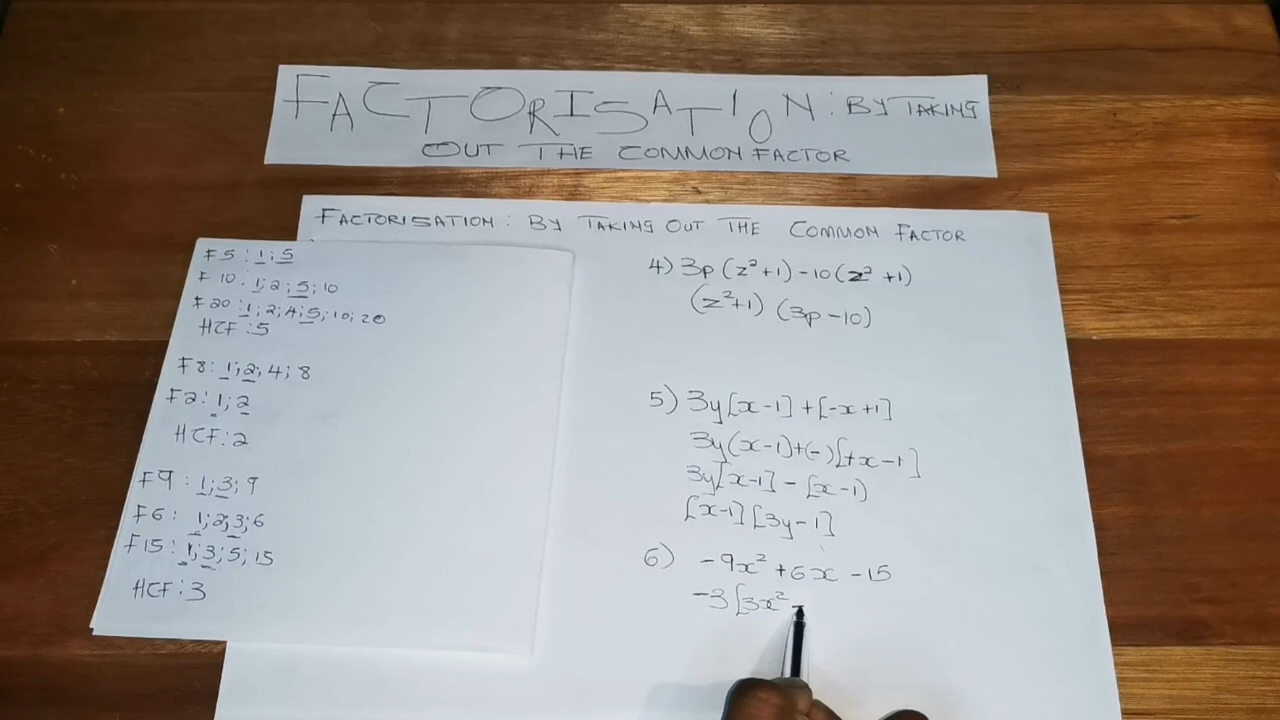 FACTORISATION: BY TAKING
OUT THE COMMON FACTOR
FACTORISATION: BY TAKING OUT THE COMMON FACTOR
F5 : 1; 5
F 10: 1; 2; 5; 10
F20: 1; 2; 4; 5; 10; 20
HCF: 5
F8: 1; 2; 4; 8
F2: 1; 2
HCF: 2
F9 : 1; 3; 9
F6 : 1; 2; 3; 6
F15: 1; 3; 5; 15
HCF: 3
4) 3p (z²+1) - 10(z² +1)
(z²+1) (3p - 10)
5) 3y[x-1] + [-x+1]
3y(x-1)+(-)[+x-1]
3y[x-1] - [x-1)
[x-1] [3y-1]
6) -9x² +6x - 15
-3[3x² -